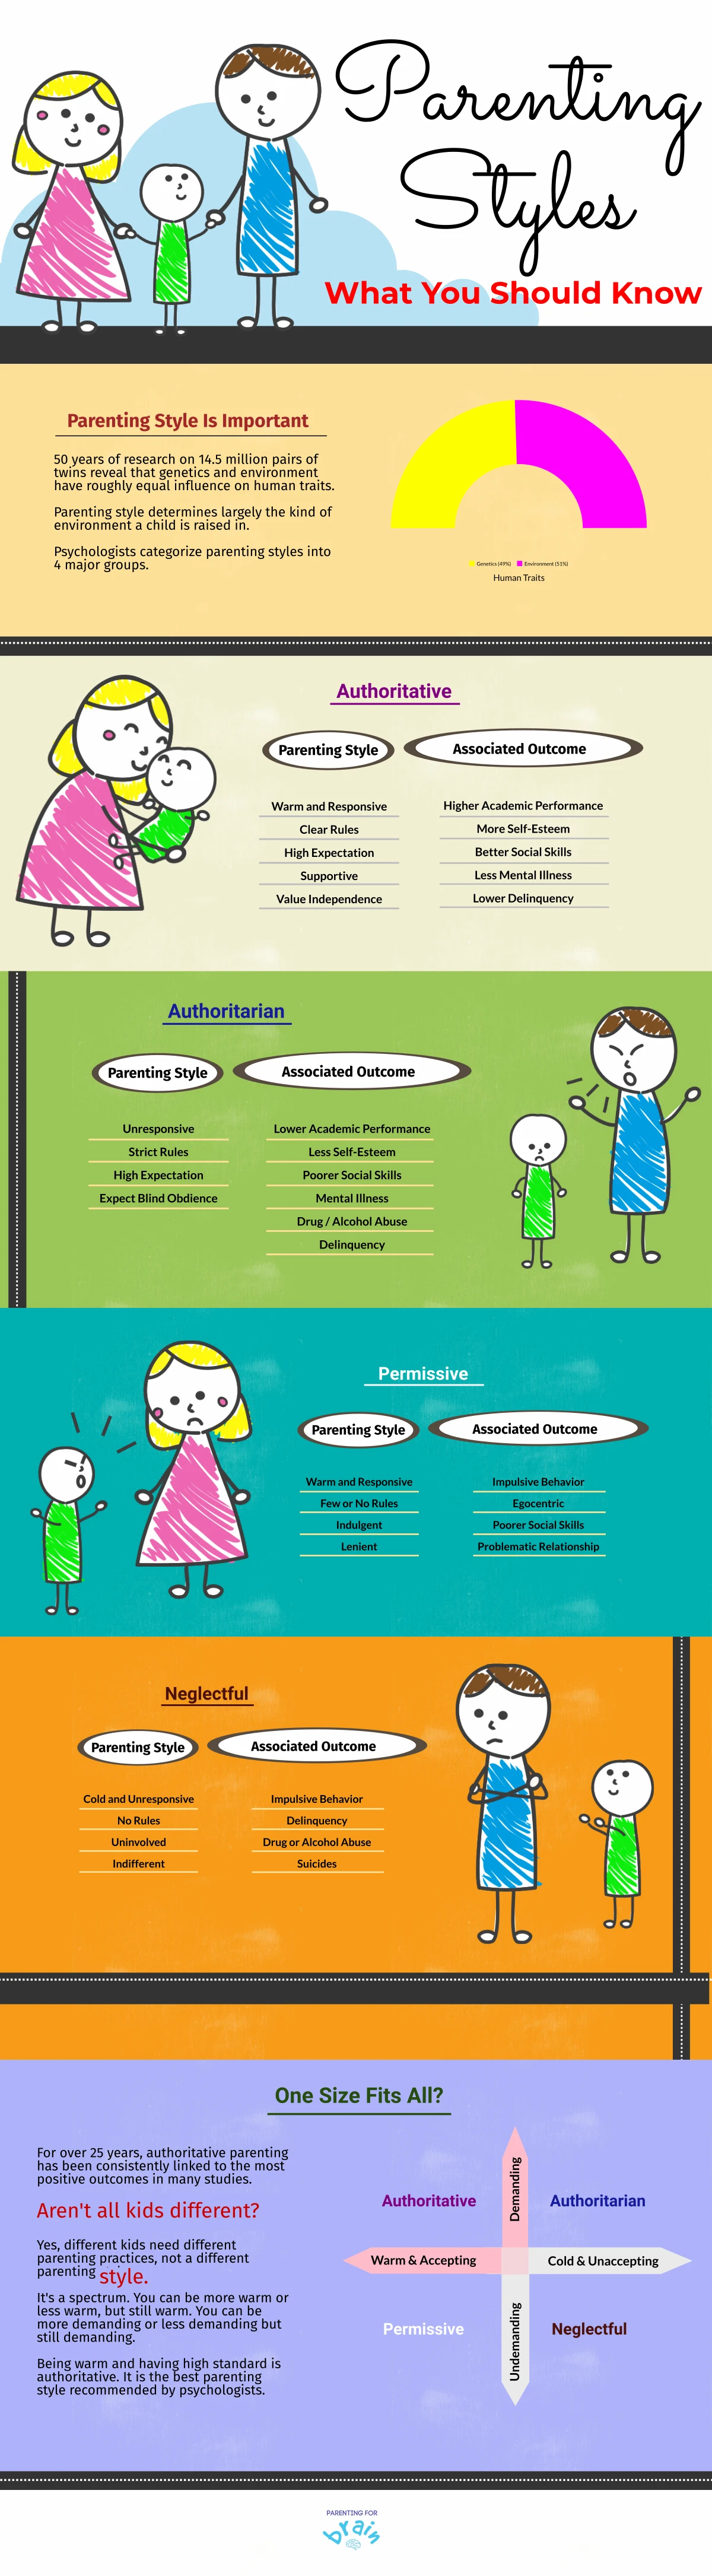 Parenting
Styles
What You Should Know
Parenting Style Is Important
50 years of research on 14.5 million pairs of
twins reveal that genetics and environment
have roughly equal influence on human traits.
Parenting style determines largely the kind of
environment a child is raised in.
Psychologists categorize parenting styles into
4 major groups.
Genetics (49%) Environment (51%)
Human Traits
Authoritative
Parenting Style
Associated Outcome
Warm and Responsive
Higher Academic Performance
Clear Rules
More Self-Esteem
High Expectation
Better Social Skills
Supportive
Less Mental Illness
Value Independence
Lower Delinquency
Authoritarian
Parenting Style
Associated Outcome
Unresponsive
Lower Academic Performance
Strict Rules
Less Self-Esteem
High Expectation
Poorer Social Skills
Expect Blind Obdience
Mental Illness
Drug / Alcohol Abuse
Delinquency
Permissive
Parenting Style
Associated Outcome
Warm and Responsive
Impulsive Behavior
Few or No Rules
Egocentric
Indulgent
Poorer Social Skills
Lenient
Problematic Relationship
Neglectful
Parenting Style
Associated Outcome
Cold and Unresponsive
Impulsive Behavior
No Rules
Delinquency
Uninvolved
Drug or Alcohol Abuse
Indifferent
Suicides
One Size Fits All?
For over 25 years, authoritative parenting
has been consistently linked to the most
positive outcomes in many studies.
Aren't all kids different?
Yes, different kids need different
parenting practices, not a different
parenting style.
It's a spectrum. You can be more warm or
less warm, but still warm. You can be
more demanding or less demanding but
still demanding.
Being warm and having high standard is
authoritative. It is the best parenting
style recommended by psychologists.
Demanding
Authoritative
Authoritarian
Warm & Accepting
Cold & Unaccepting
Permissive
Neglectful
Undemanding
PARENTING FOR
brain